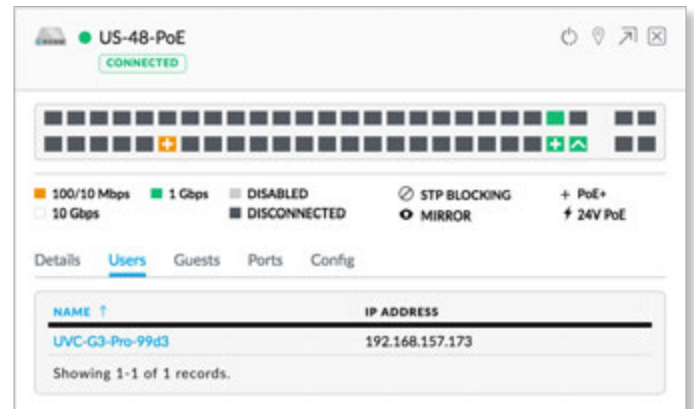 US-48-PoE
CONNECTED
100/10 Mbps 1 Gbps DISABLED STP BLOCKING + PoE+
10 Gbps DISCONNECTED MIRROR 24V PoE
Details Users Guests Ports Config
NAME ↑ IP ADDRESS
UVC-G3-Pro-99d3 192.168.157.173
Showing 1-1 of 1 records.